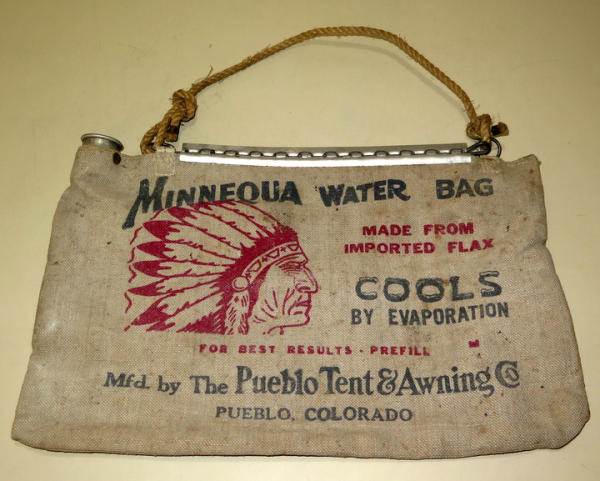 MINNEQUA WATER BAG
MADE FROM
IMPORTED FLAX
COOLS
BY EVAPORATION
FOR BEST RESULTS - PREFILL
Mfd. by The Pueblo Tent & Awning Co
PUEBLO, COLORADO